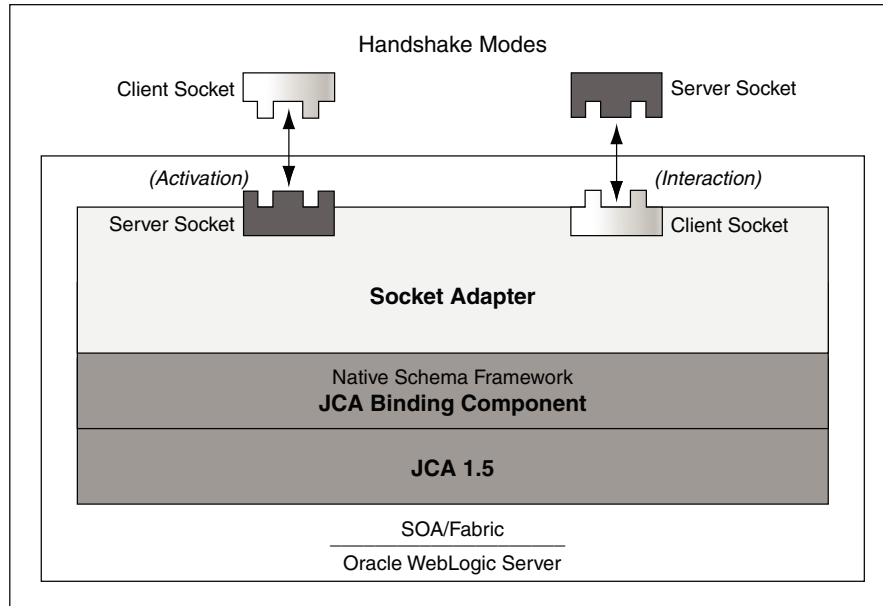 Handshake Modes
Client Socket
Server Socket
(Activation)
(Interaction)
Server Socket
Client Socket
Socket Adapter
Native Schema Framework
JCA Binding Component
JCA 1.5
SOA/Fabric
Oracle WebLogic Server